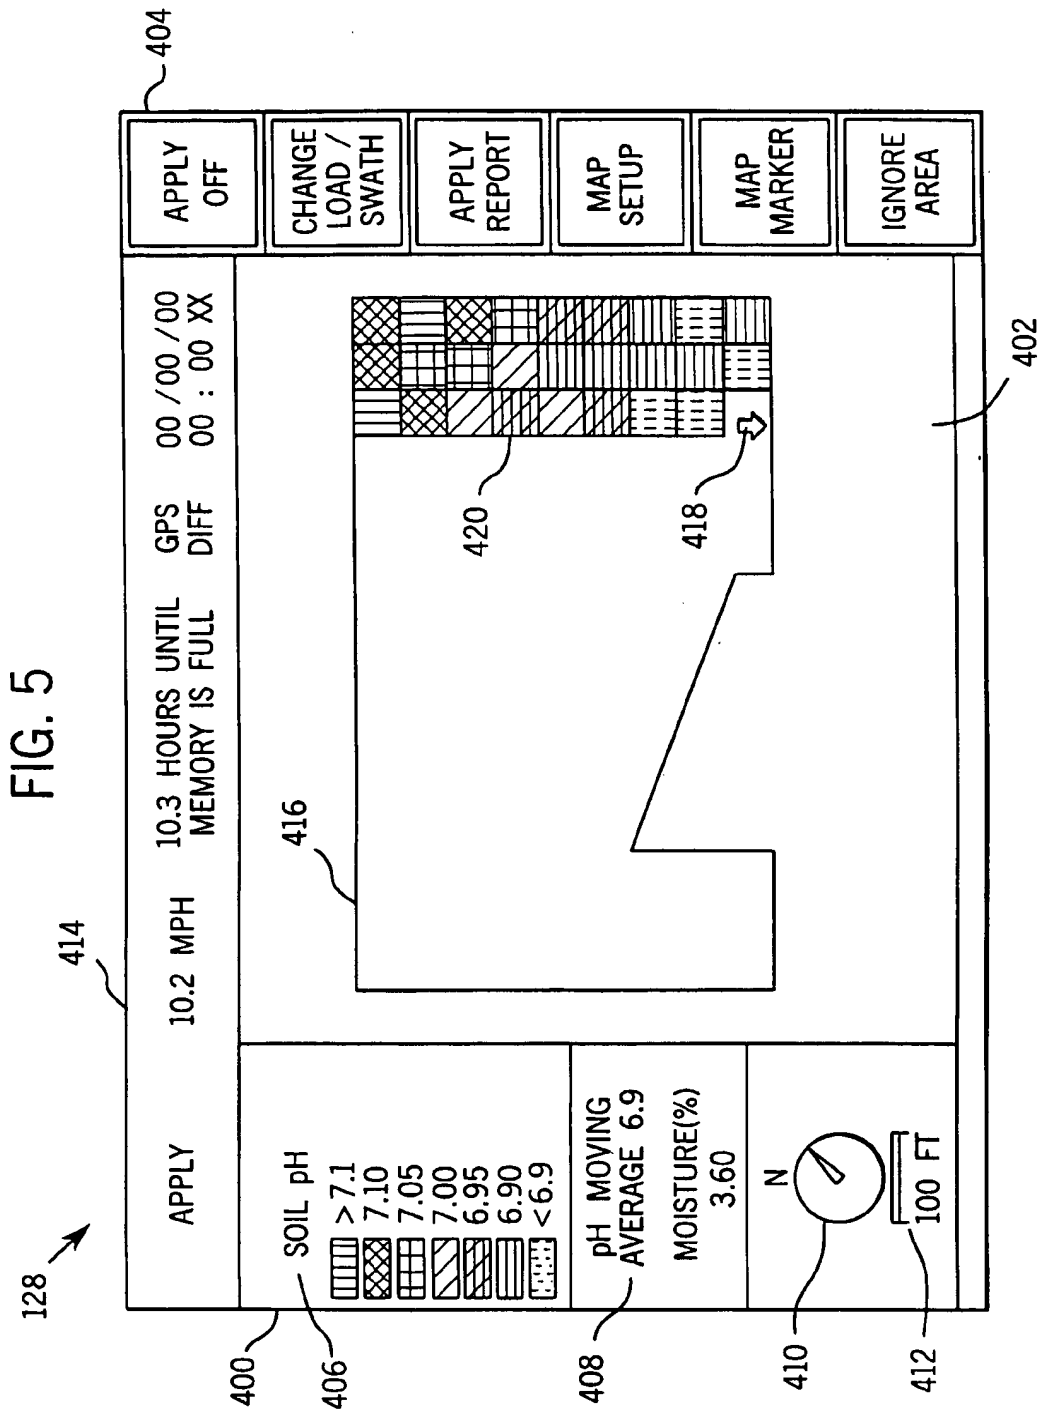 FIG. 5
128
414
APPLY
10.2 MPH
10.3 HOURS UNTIL
MEMORY IS FULL
GPS
DIFF
00/00/00
00 : 00 XX
404
APPLY
OFF
CHANGE
LOAD /
SWATH
APPLY
REPORT
MAP
SETUP
MAP
MARKER
IGNORE
AREA
400
406
SOIL pH
>7.1
7.10
7.05
7.00
6.95
6.90
<6.9
408
pH MOVING
AVERAGE 6.9
MOISTURE(%)
3.60
410
N
412
100 FT
416
420
418
402